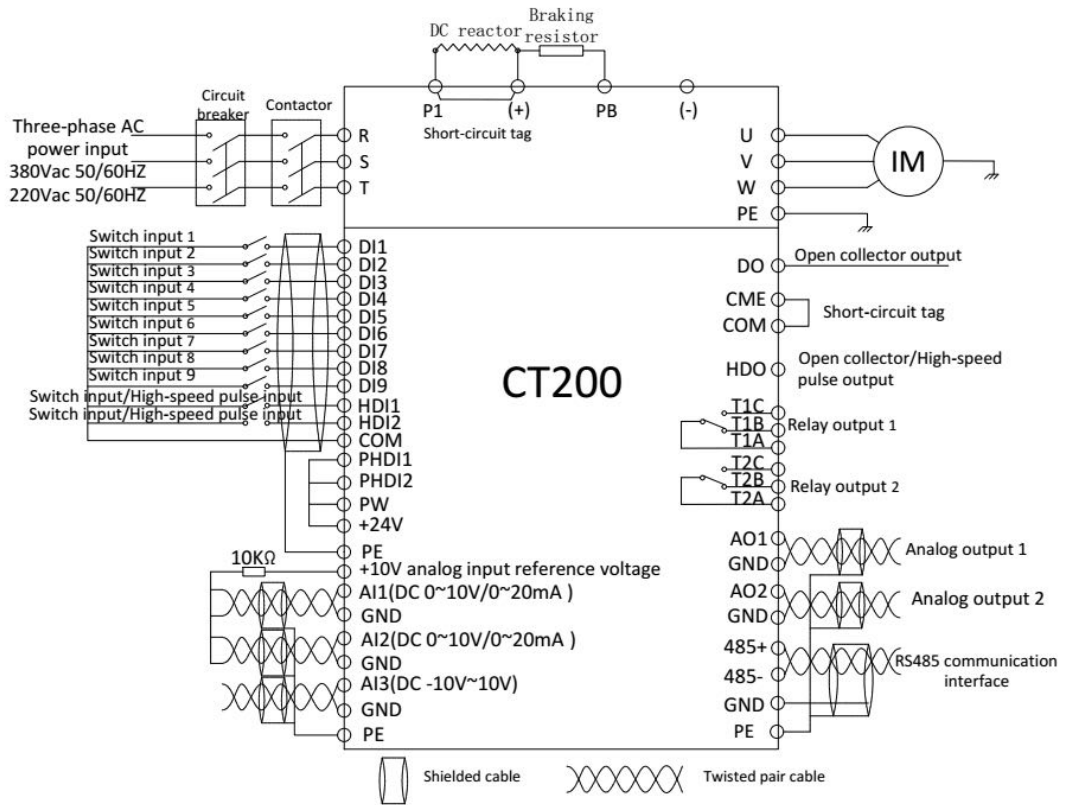 Braking
resistor
DC reactor
P1
(+)
PB
(-)
Short-circuit tag
Circuit
breaker
Contactor
Three-phase AC
power input
380Vac 50/60HZ
220Vac 50/60HZ
R
S
T
U
V
W
PE
IM
Switch input 1
Switch input 2
Switch input 3
Switch input 4
Switch input 5
Switch input 6
Switch input 7
Switch input 8
Switch input 9
Switch input/High-speed pulse input
Switch input/High-speed pulse input
DI1
DI2
DI3
DI4
DI5
DI6
DI7
DI8
DI9
HDI1
HDI2
COM
PHDI1
PHDI2
PW
+24V
PE
10KΩ
+10V analog input reference voltage
AI1(DC 0~10V/0~20mA )
GND
AI2(DC 0~10V/0~20mA )
GND
AI3(DC -10V~10V)
GND
PE
CT200
DO
Open collector output
CME
COM
Short-circuit tag
HDO
Open collector/High-speed
pulse output
T1C
T1B
T1A
Relay output 1
T2C
T2B
T2A
Relay output 2
AO1
GND
Analog output 1
AO2
GND
Analog output 2
485+
485-
RS485 communication
interface
GND
PE
Shielded cable
Twisted pair cable